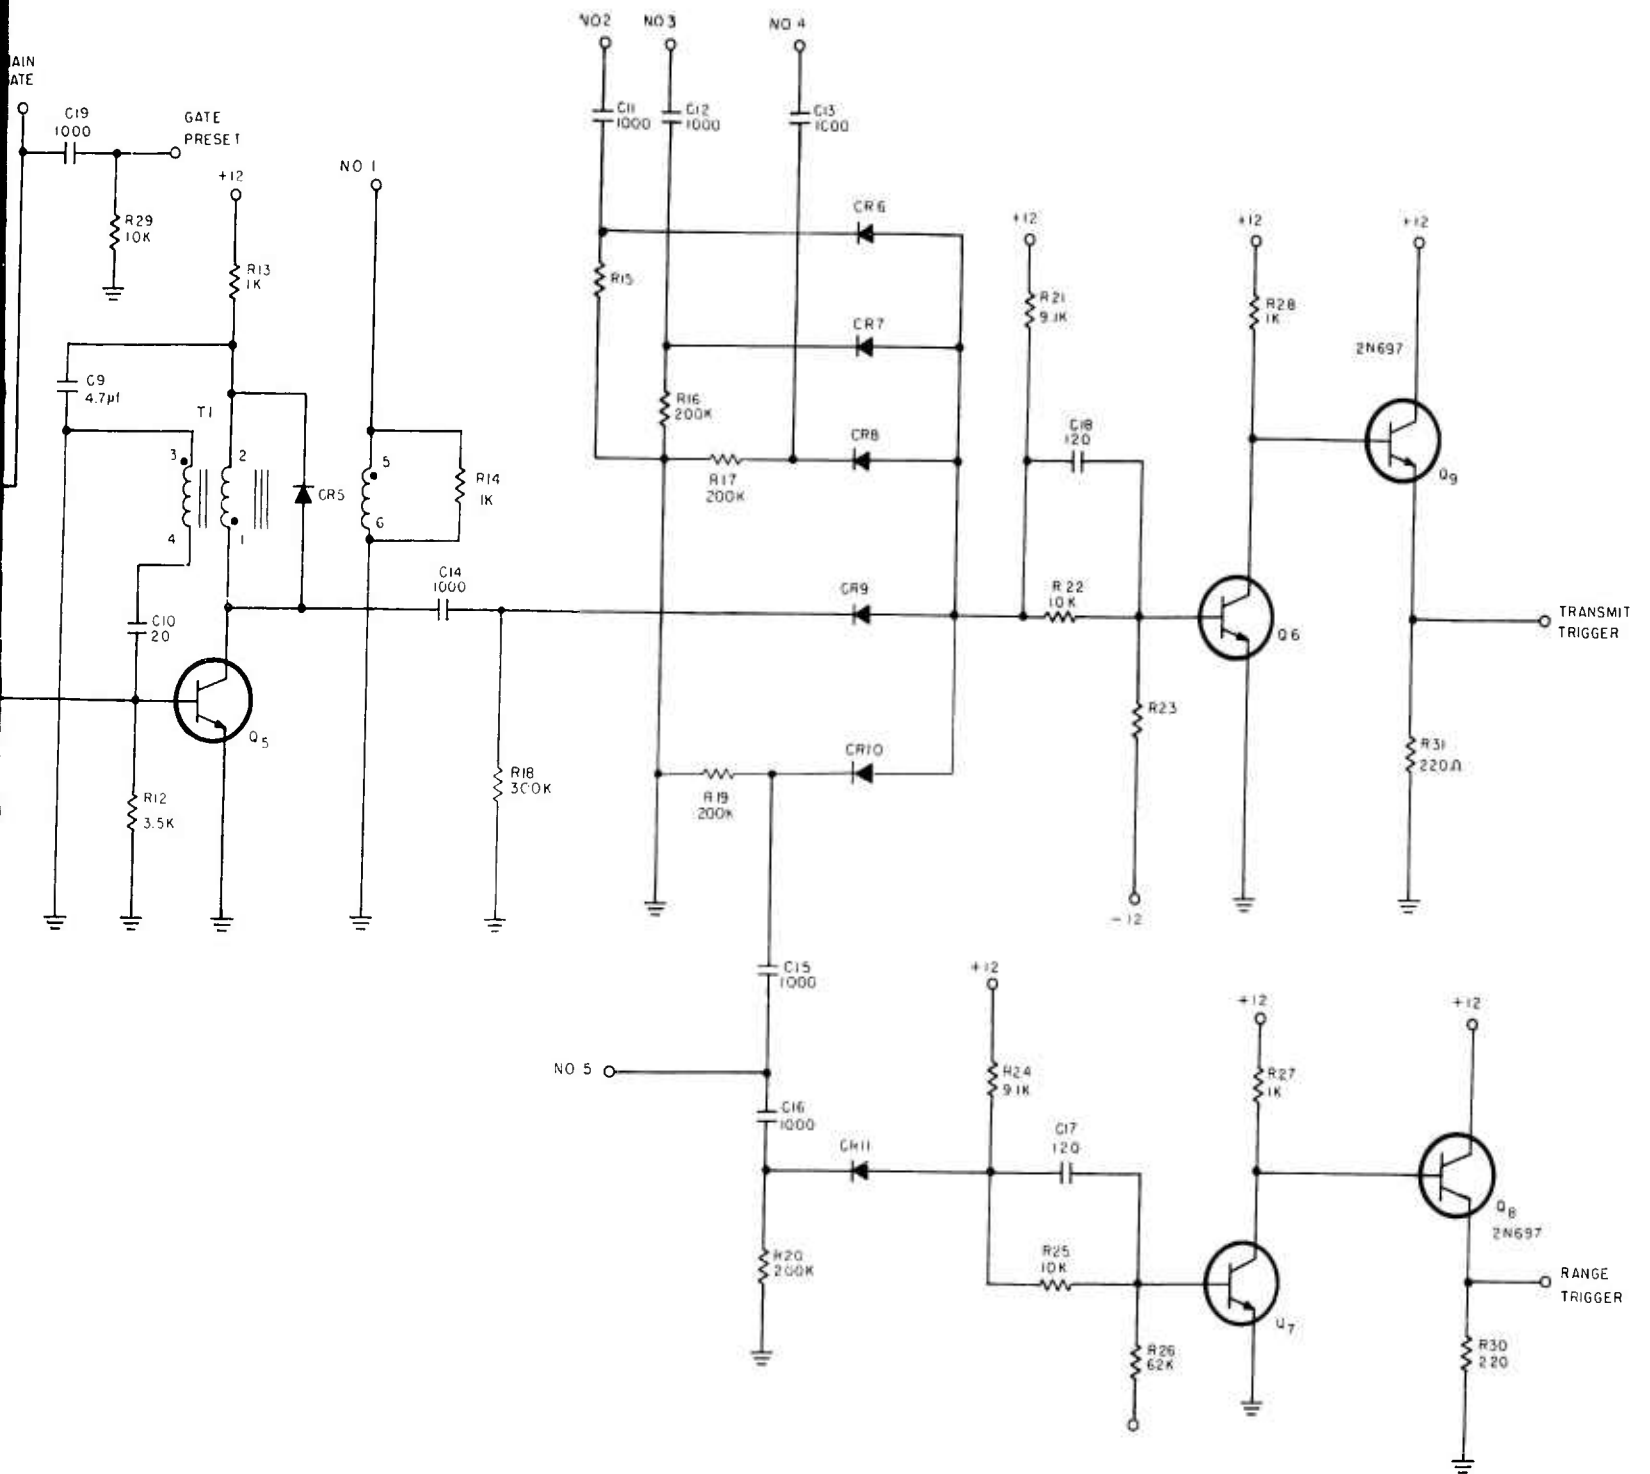 NO2
NO3
NO 4
AIN
ATE
C19
1000
GATE
PRESET
+12
R29
10K
R13
1K
NO 1
C11
1000
C12
1000
C13
1000
CR6
R15
CR7
R16
200K
CR8
R17
200K
C9
4.7µf
T1
3
2
4
1
CR5
5
6
R14
1K
C14
1000
C10
20
Q5
R12
3.5K
R18
300K
CR9
CR10
R19
200K
+12
R21
9.1K
C18
120
R22
10K
R23
-12
+12
R28
1K
Q6
+12
2N697
Q9
TRANSMIT
TRIGGER
R31
220Ω
C15
1000
NO 5
C16
1000
CR11
R20
200K
+12
R24
9.1K
C17
120
R25
10K
R26
62K
+12
R27
1K
Q7
+12
Q8
2N697
RANGE
TRIGGER
R30
220